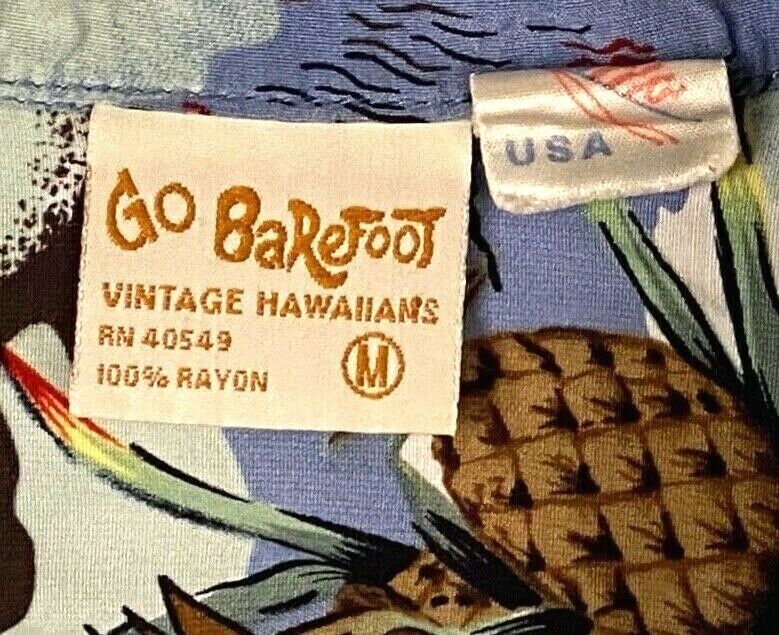 Go BaReFooT
VINTAGE HAWAIIANS
RN 40549
100% RAYON
M
USA